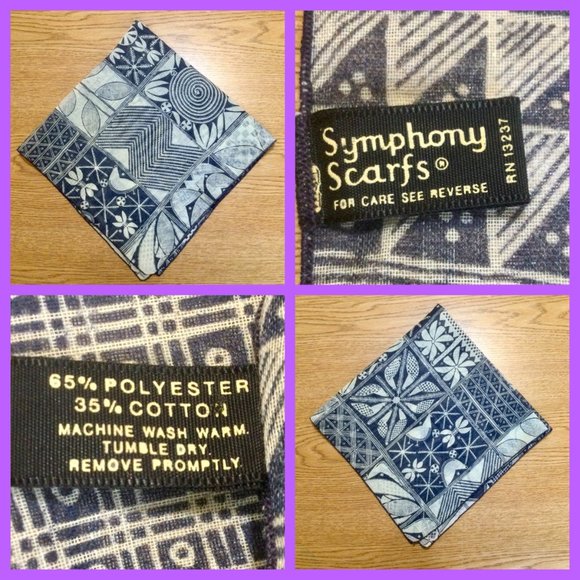 Symphony
Scarfs®
FOR CARE SEE REVERSE
RN 13237
65% POLYESTER
35% COTTON
MACHINE WASH WARM.
TUMBLE DRY.
REMOVE PROMPTLY.